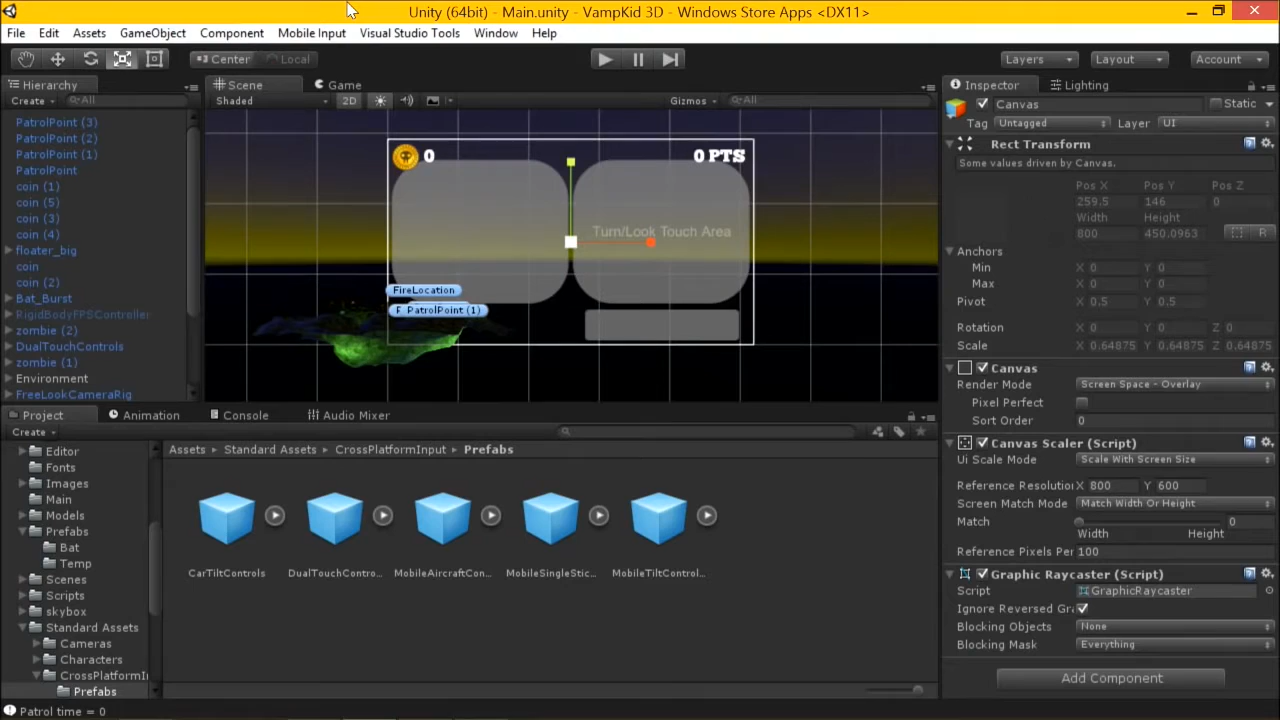 Unity (64bit) - Main.unity - VampKid 3D - Windows Store Apps <DX11>
File Edit Assets GameObject Component Mobile Input Visual Studio Tools Window Help
Center Local Layers Layout Account
Hierarchy
Create All
PatrolPoint (3)
PatrolPoint (2)
PatrolPoint (1)
PatrolPoint
coin (1)
coin (5)
coin (3)
coin (4)
floater_big
coin
coin (2)
Bat_Burst
RigidBodyFPSController
zombie (2)
DualTouchControls
zombie (1)
Environment
FreeLookCameraRig
Scene Game
Shaded 2D Gizmos All
0 0 PTS
Turn/Look Touch Area
FireLocation
F PatrolPoint (1)
Inspector Lighting
Canvas Static
Tag Untagged Layer UI
Rect Transform
Some values driven by Canvas.
Pos X Pos Y Pos Z
259.5 146 0
Width Height
800 450.0963 R
Anchors
Min X 0 Y 0
Max X 0 Y 0
Pivot X 0.5 Y 0.5
Rotation X 0 Y 0 Z 0
Scale X 0.64875 Y 0.64875 Z 0.64875
Canvas
Render Mode Screen Space - Overlay
Pixel Perfect
Sort Order 0
Canvas Scaler (Script)
Ui Scale Mode Scale With Screen Size
Reference Resolution X 800 Y 600
Screen Match Mode Match Width Or Height
Match 0
Width Height
Reference Pixels Per 100
Graphic Raycaster (Script)
Script GraphicRaycaster
Ignore Reversed Gra
Blocking Objects None
Blocking Mask Everything
Add Component
Project Animation Console Audio Mixer
Create
Editor
Fonts
Images
Main
Models
Prefabs
Bat
Temp
Scenes
Scripts
skybox
Standard Assets
Cameras
Characters
CrossPlatformIn
Prefabs
Assets Standard Assets CrossPlatformInput Prefabs
CarTiltControls DualTouchContro... MobileAircraftCon... MobileSingleStic... MobileTiltControl...
Patrol time = 0